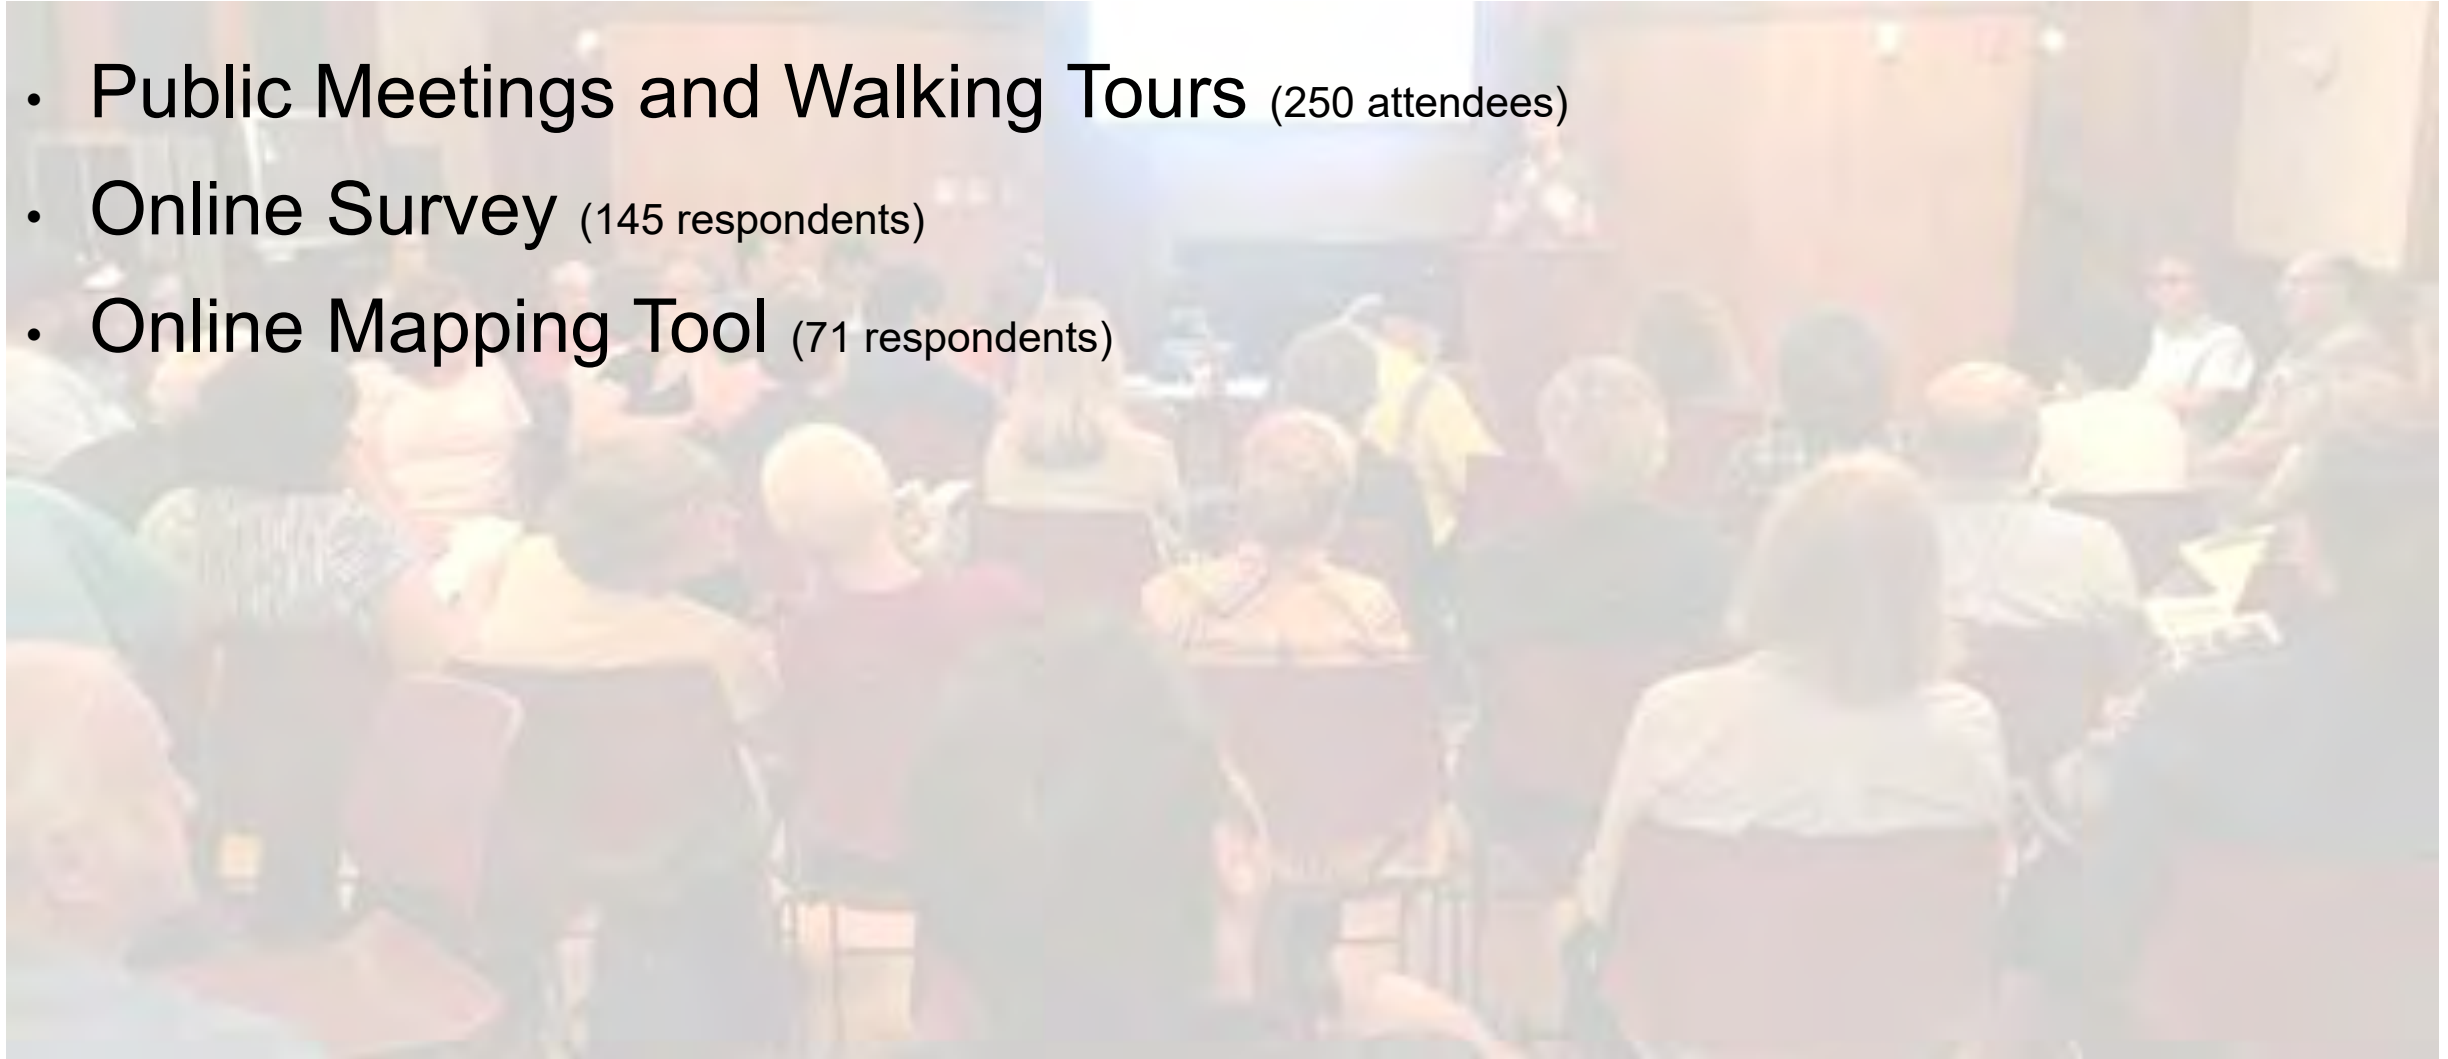 • Public Meetings and Walking Tours (250 attendees)
• Online Survey (145 respondents)
• Online Mapping Tool (71 respondents)